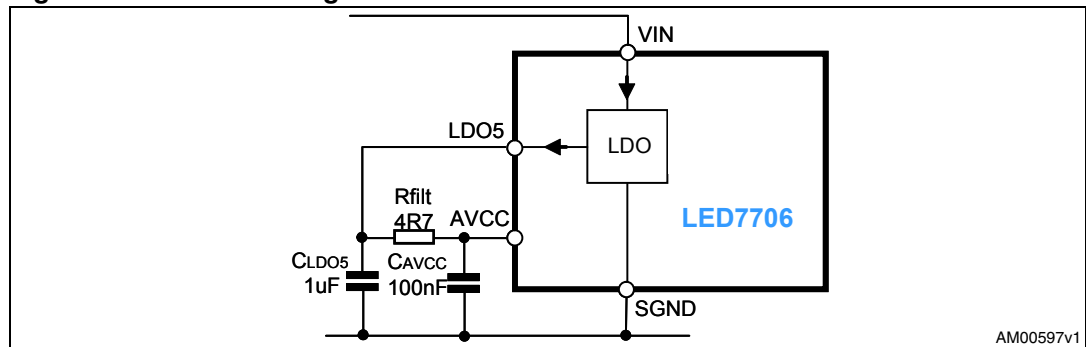 VIN
LDO5
LDO
Rfilt
4R7
AVCC
LED7706
CLDO5
1uF
CAVCC
100nF
SGND
AM00597v1